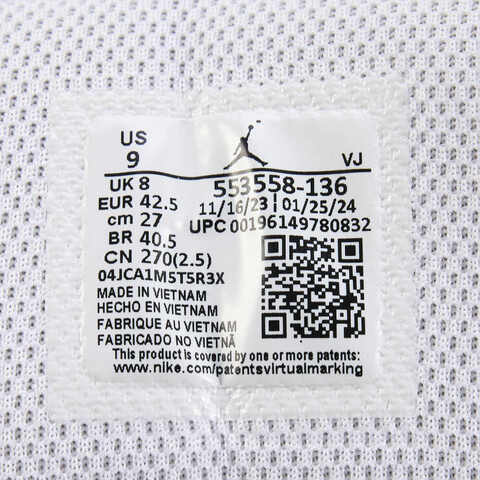 US
9
VJ
UK 8
EUR 42.5
cm 27
BR 40.5
CN 270(2.5)
553558-136
11/16/23 01/25/24
UPC 00196149780832
04JCA1M5T5R3X
MADE IN VIETNAM
HECHO EN VIETNAM
FABRIQUE AU VIETNAM
FABRICADO NO VIETNÃ
This product is covered by one or more patents:
www.nike.com/patentsvirtualmarking